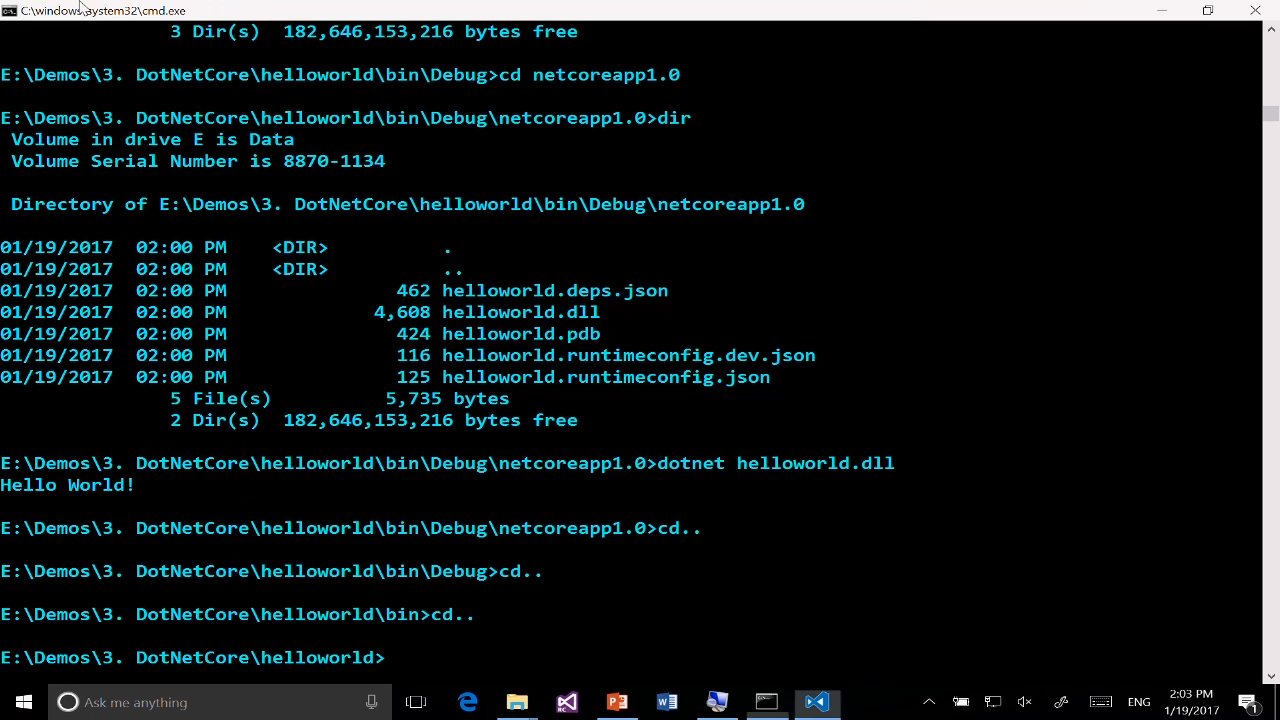 C:\windows\system32\cmd.exe
3 Dir(s)  182,646,153,216 bytes free
E:\Demos\3. DotNetCore\helloworld\bin\Debug>cd netcoreapp1.0
E:\Demos\3. DotNetCore\helloworld\bin\Debug\netcoreapp1.0>dir
Volume in drive E is Data
Volume Serial Number is 8870-1134
Directory of E:\Demos\3. DotNetCore\helloworld\bin\Debug\netcoreapp1.0
01/19/2017  02:00 PM    <DIR>          .
01/19/2017  02:00 PM    <DIR>          ..
01/19/2017  02:00 PM               462 helloworld.deps.json
01/19/2017  02:00 PM             4,608 helloworld.dll
01/19/2017  02:00 PM               424 helloworld.pdb
01/19/2017  02:00 PM               116 helloworld.runtimeconfig.dev.json
01/19/2017  02:00 PM               125 helloworld.runtimeconfig.json
5 File(s)          5,735 bytes
2 Dir(s)  182,646,153,216 bytes free
E:\Demos\3. DotNetCore\helloworld\bin\Debug\netcoreapp1.0>dotnet helloworld.dll
Hello World!
E:\Demos\3. DotNetCore\helloworld\bin\Debug\netcoreapp1.0>cd..
E:\Demos\3. DotNetCore\helloworld\bin\Debug>cd..
E:\Demos\3. DotNetCore\helloworld\bin>cd..
E:\Demos\3. DotNetCore\helloworld>
Ask me anything
RC
ENG
2:03 PM
1/19/2017
1